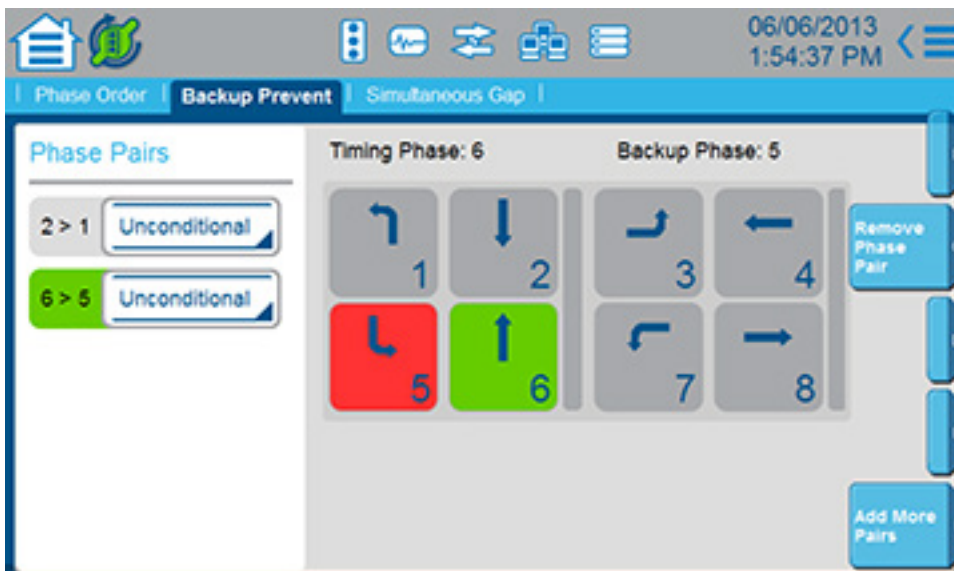 06/06/2013
1:54:37 PM
Phase Order | Backup Prevent | Simultaneous Gap
Phase Pairs
2 > 1 Unconditional
6 > 5 Unconditional
Timing Phase: 6 Backup Phase: 5
1 2 3 4
5 6 7 8
Remove
Phase
Pair
Add More
Pairs